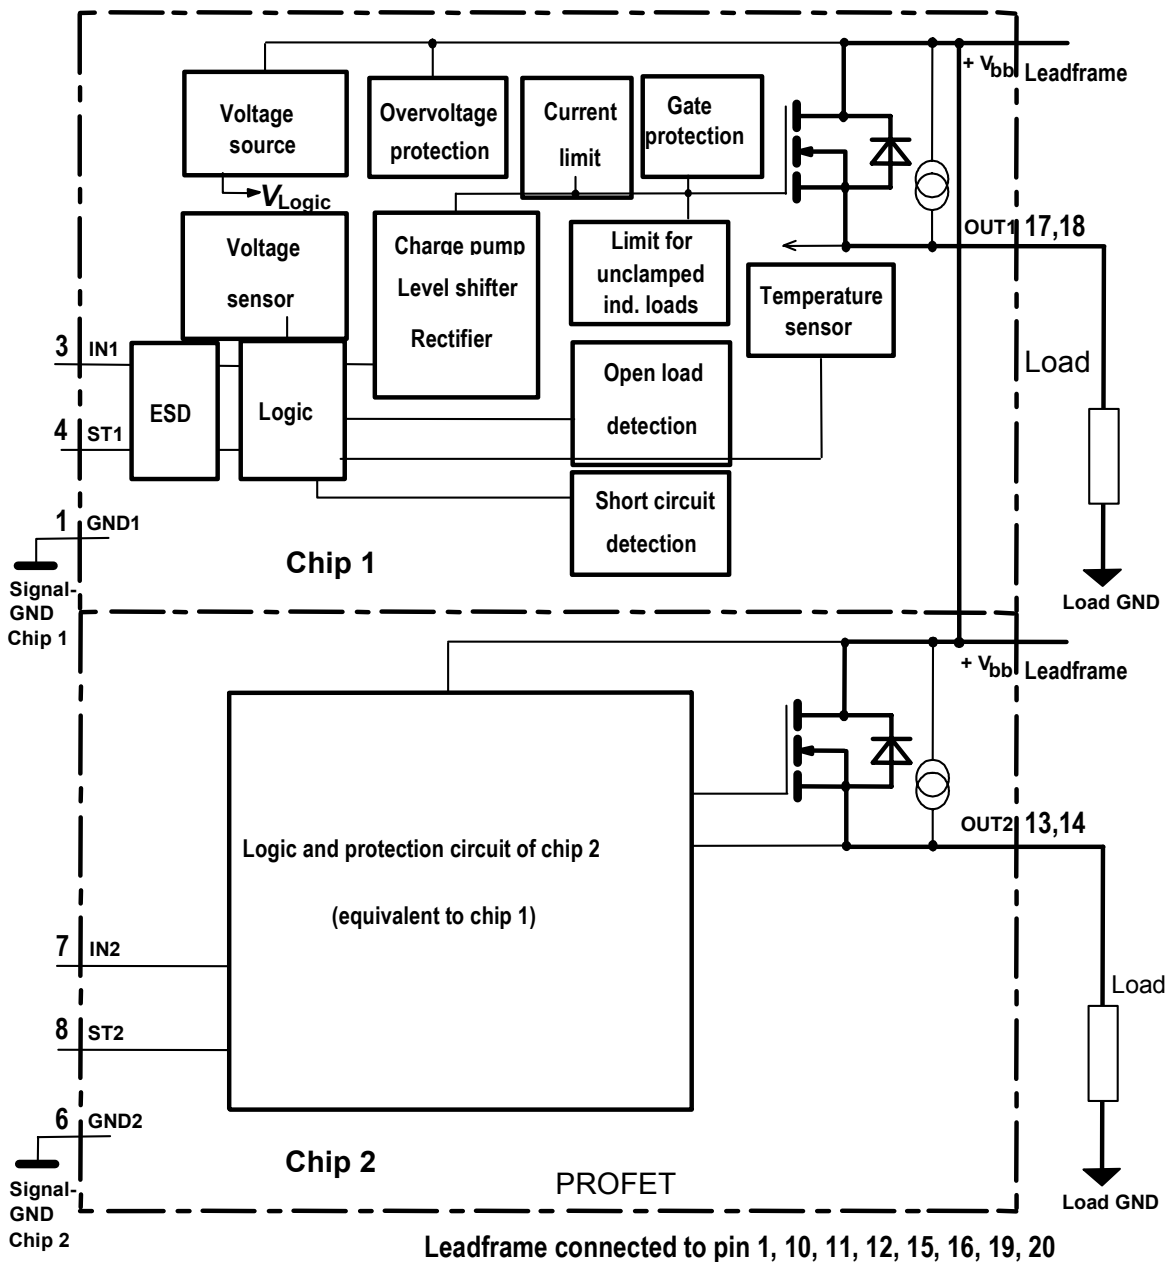 + Vbb Leadframe
Voltage
source
Overvoltage
protection
Current
limit
Gate
protection
VLogic
Voltage
sensor
Charge pump
Level shifter
Rectifier
Limit for
unclamped
ind. loads
OUT1 17,18
Temperature
sensor
3 IN1
ESD
Logic
Open load
detection
Load
4 ST1
Short circuit
detection
1 GND1
Chip 1
Signal-
GND
Chip 1
Load GND
+ Vbb Leadframe
Logic and protection circuit of chip 2
(equivalent to chip 1)
OUT2 13,14
7 IN2
Load
8 ST2
6 GND2
Chip 2
PROFET
Signal-
GND
Chip 2
Load GND
Leadframe connected to pin 1, 10, 11, 12, 15, 16, 19, 20